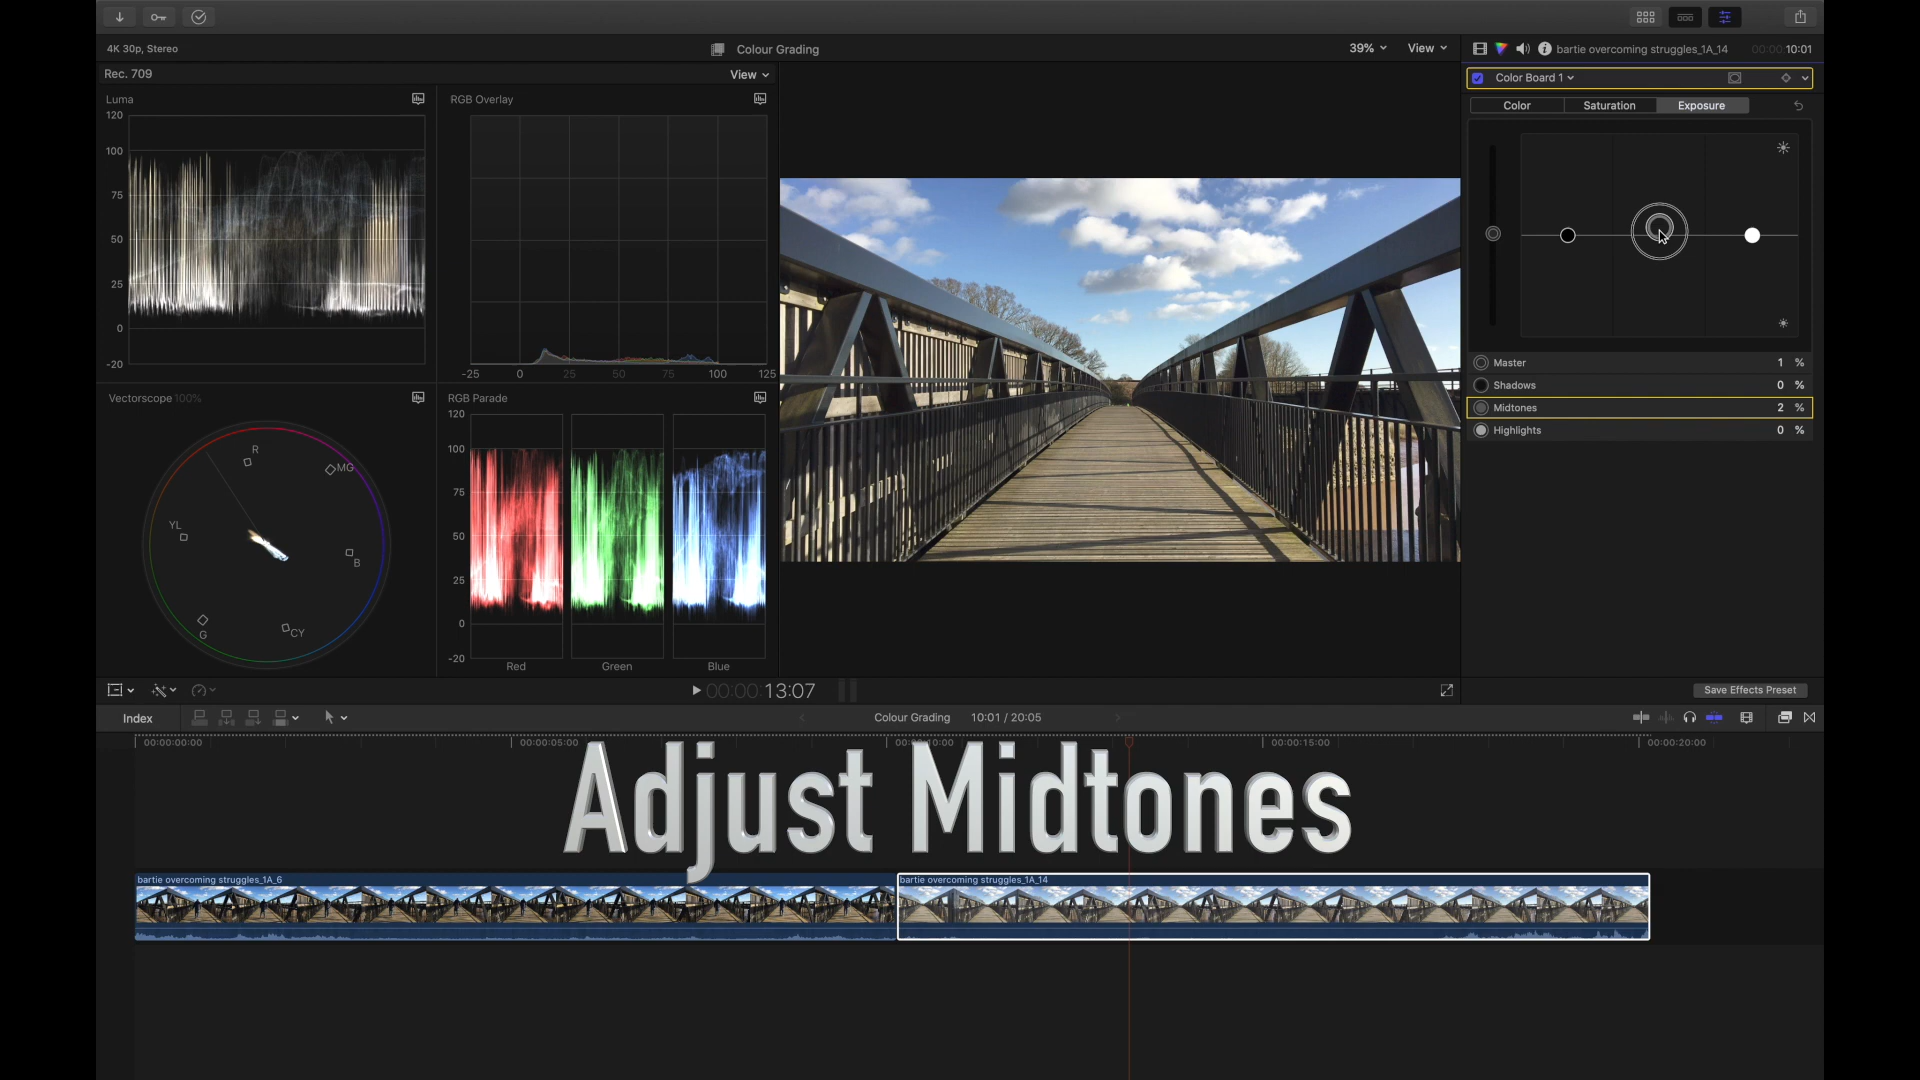 4K 30p, Stereo
Colour Grading
39%
View
bartie overcoming struggles_1A_14
00:00:10:01
Rec. 709
View
Color Board 1
Luma
RGB Overlay
Color
Saturation
Exposure
120
100
75
50
25
0
-20
-25
0
25
50
75
100
125
Master
1 %
Shadows
0 %
Midtones
2 %
Highlights
0 %
Vectorscope 100%
R
MG
YL
B
G
CY
RGB Parade
120
100
75
50
25
0
-20
Red
Green
Blue
00:00:13:07
Save Effects Preset
Index
Colour Grading
10:01 / 20:05
00:00:00:00
00:00:05:00
00:00:10:00
00:00:15:00
00:00:20:00
Adjust Midtones
bartie overcoming struggles_1A_6
bartie overcoming struggles_1A_14